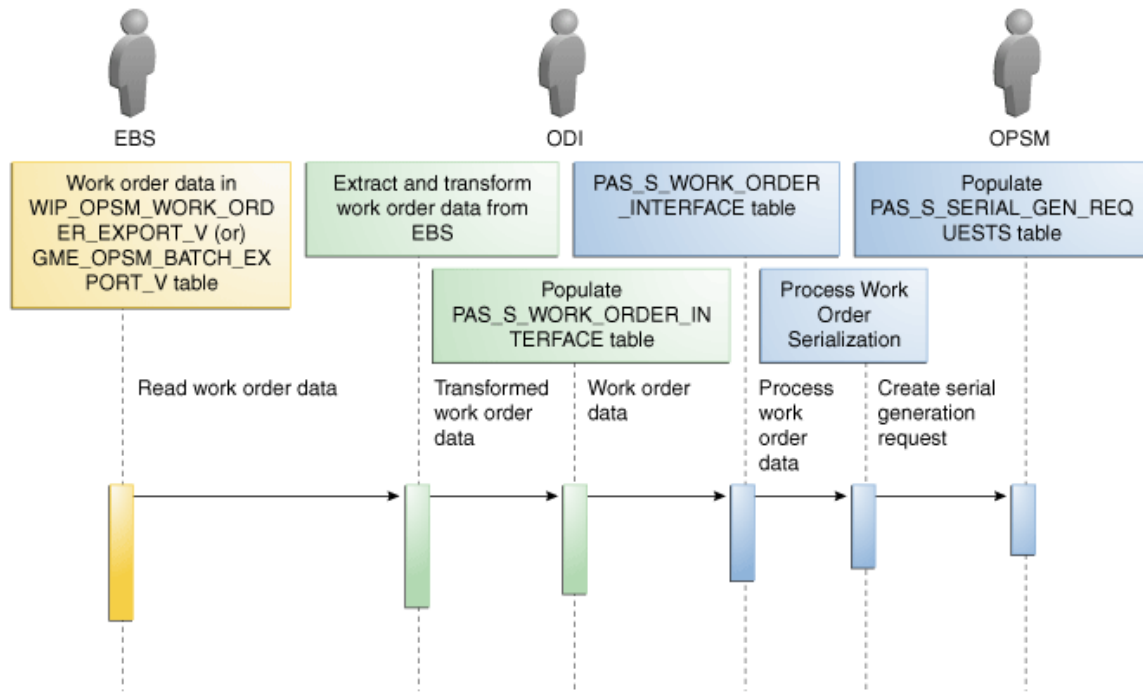 EBS
ODI
OPSM
Work order data in
WIP_OPSM_WORK_ORD
ER_EXPORT_V (or)
GME_OPSM_BATCH_EX
PORT_V table
Extract and transform
work order data from
EBS
PAS_S_WORK_ORDER
_INTERFACE table
Populate
PAS_S_SERIAL_GEN_REQ
UESTS table
Populate
PAS_S_WORK_ORDER_IN
TERFACE table
Process Work
Order
Serialization
Read work order data
Transformed
work order
data
Work order
data
Process
work
order
data
Create serial
generation
request